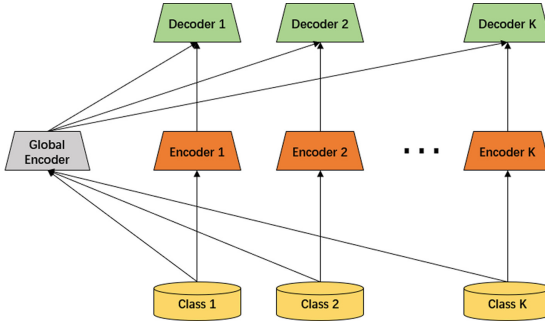 Decoder 1
Decoder 2
Decoder K
Global
Encoder
Encoder 1
Encoder 2
...
Encoder K
Class 1
Class 2
Class K